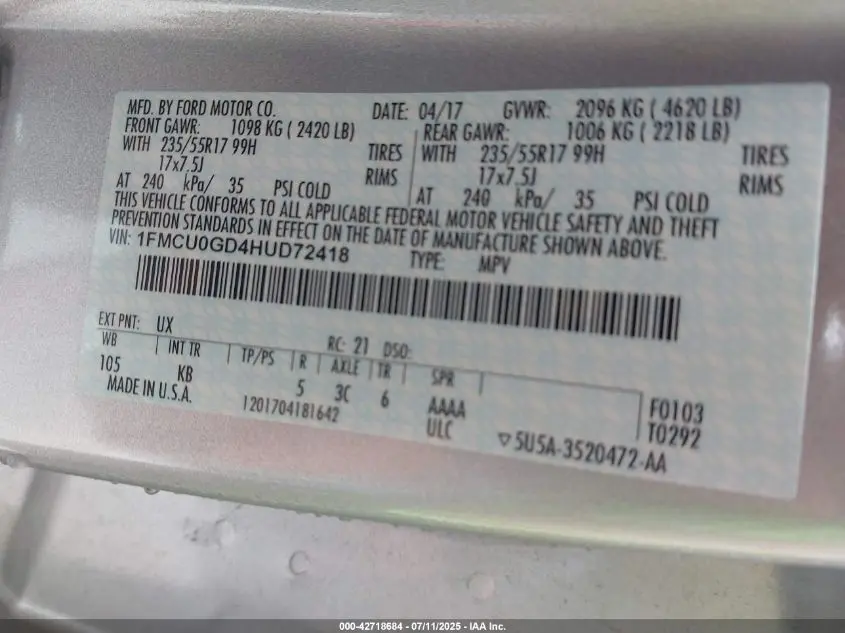 MFD. BY FORD MOTOR CO. DATE: 04/17 GVWR: 2096 KG ( 4620 LB)
FRONT GAWR: 1098 KG ( 2420 LB) REAR GAWR: 1006 KG ( 2218 LB)
WITH 235/55R17 99H TIRES WITH 235/55R17 99H TIRES
17x7.5J RIMS 17x7.5J RIMS
AT 240 kPa/ 35 PSI COLD AT 240 kPa/ 35 PSI COLD
THIS VEHICLE CONFORMS TO ALL APPLICABLE FEDERAL MOTOR VEHICLE SAFETY AND THEFT
PREVENTION STANDARDS IN EFFECT ON THE DATE OF MANUFACTURE SHOWN ABOVE.
VIN: 1FMCU0GD4HUD72418 TYPE: MPV
EXT PNT: UX RC: 21 DSO:
WB INT TR TP/PS R AXLE TR SPR
105 KB 5 3C 6 AAAA F0103
MADE IN U.S.A. 1201704181642 ULC T0292
5U5A-3520472-AA
000-42718684 - 07/11/2025 - IAA Inc.